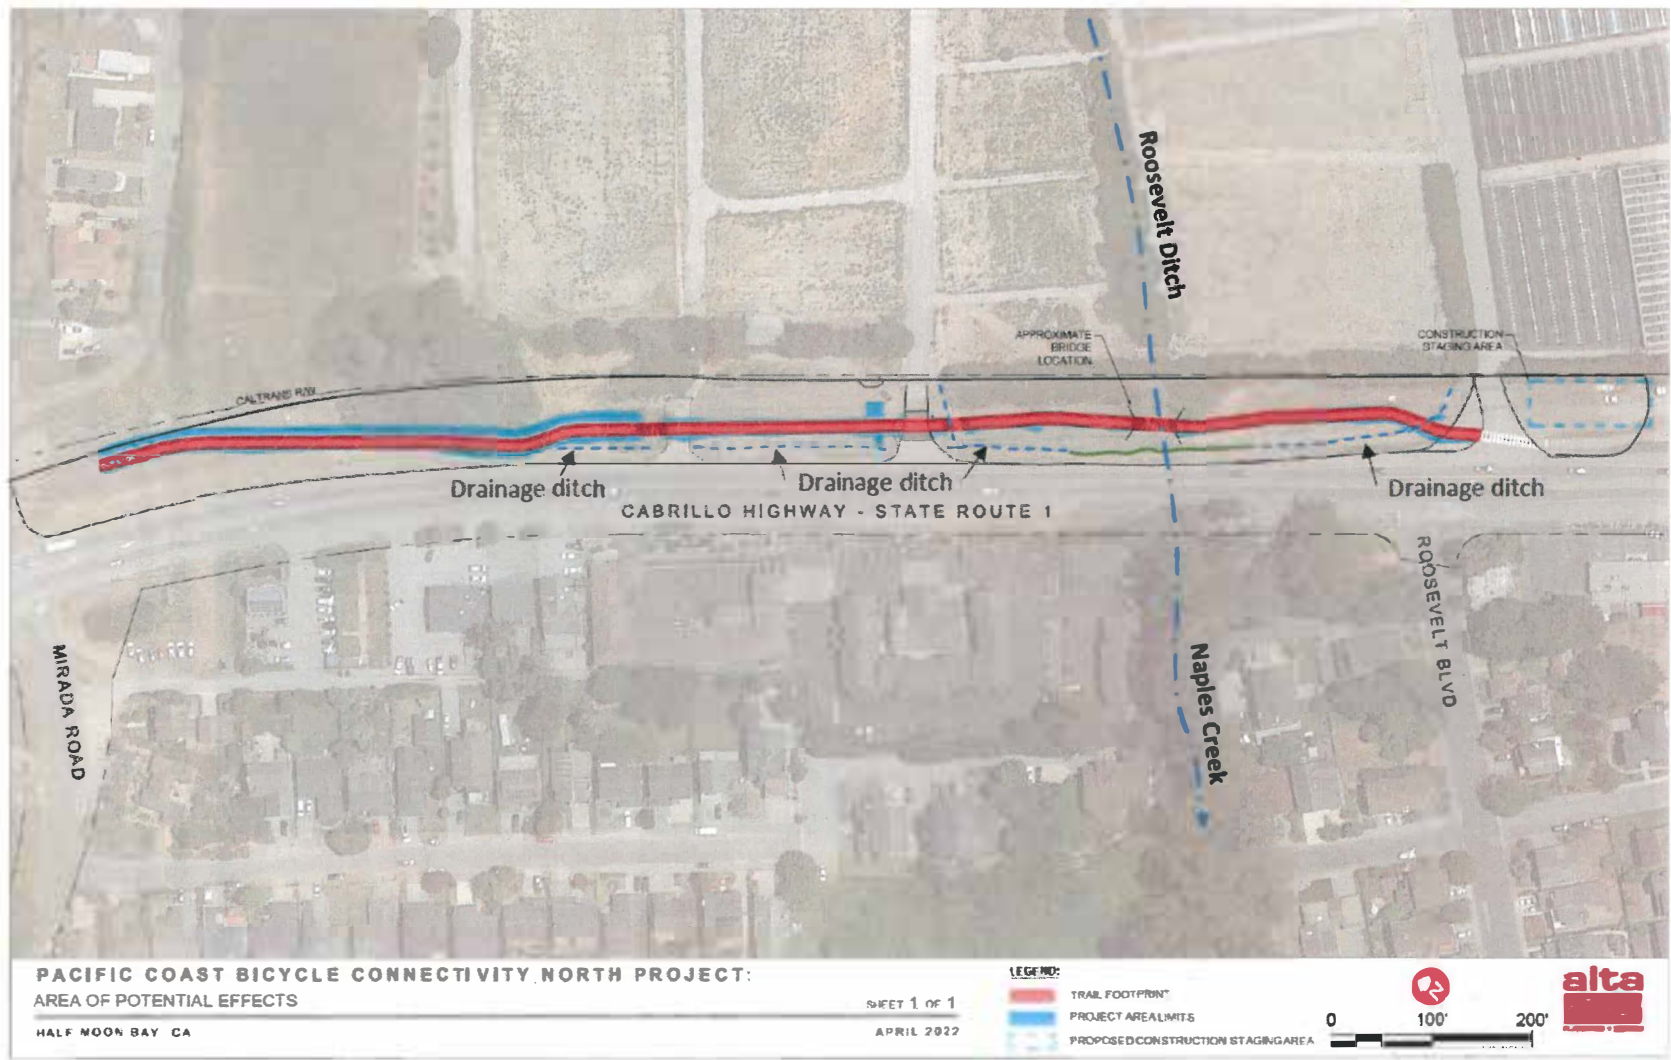 Roosevelt Ditch
APPROXIMATE
BRIDGE
LOCATION
CONSTRUCTION
STAGING AREA
CALTRANS R/W
Drainage ditch
Drainage ditch
Drainage ditch
CABRILLO HIGHWAY - STATE ROUTE 1
ROOSEVELT BLVD
MIRADA ROAD
Naples Creek
PACIFIC COAST BICYCLE CONNECTIVITY NORTH PROJECT:
AREA OF POTENTIAL EFFECTS
SHEET 1 OF 1
HALF MOON BAY CA
APRIL 2022
LEGEND:
TRAIL FOOTPRINT
PROJECT AREA LIMITS
PROPOSED CONSTRUCTION STAGING AREA
0 100' 200'
alta